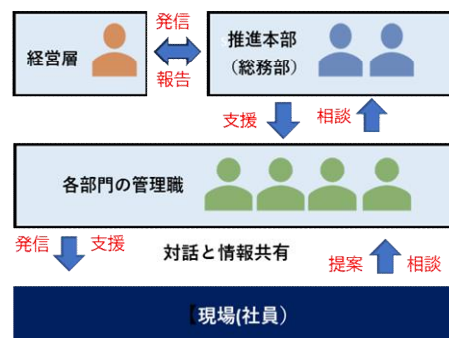 発信
経営層
報告
推進本部
（総務部）
支援
相談
各部門の管理職
発信
支援
対話と情報共有
提案
相談
【現場(社員）